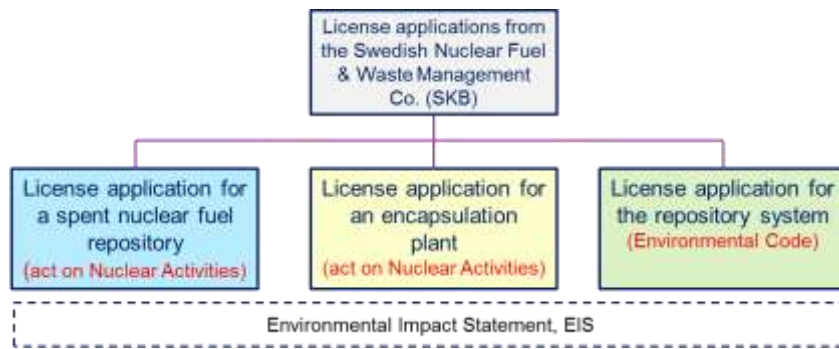 License applications from
the Swedish Nuclear Fuel
& Waste Management
Co. (SKB)
License application for
a spent nuclear fuel
repository
(act on Nuclear Activities)
License application for
an encapsulation
plant
(act on Nuclear Activities)
License application for
the repository system
(Environmental Code)
Environmental Impact Statement, EIS